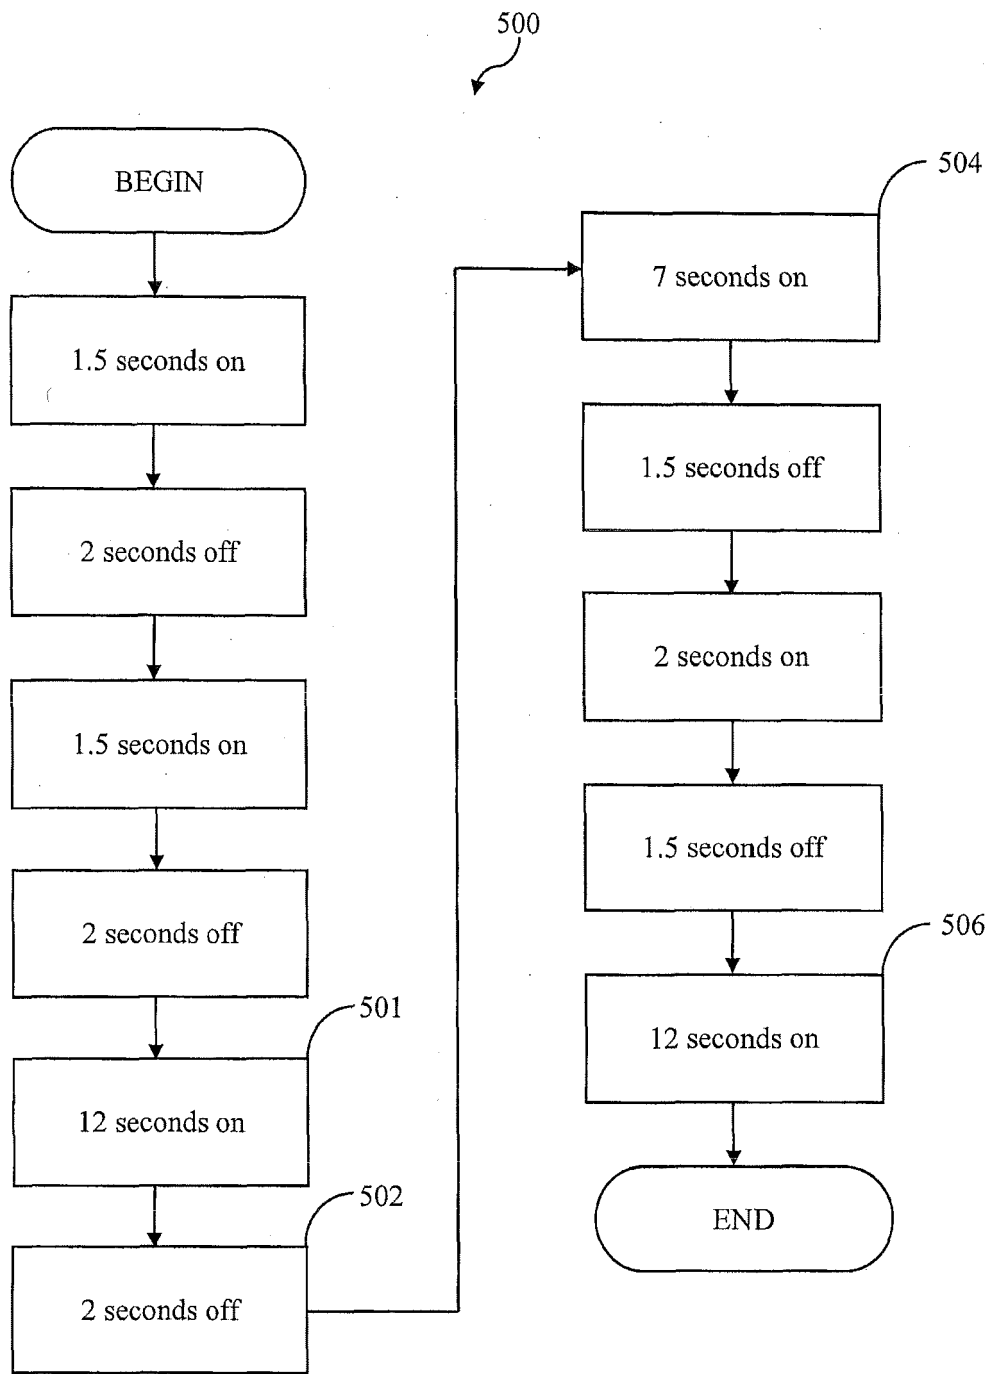 500
BEGIN
1.5 seconds on
2 seconds off
1.5 seconds on
2 seconds off
501
12 seconds on
502
2 seconds off
504
7 seconds on
1.5 seconds off
2 seconds on
1.5 seconds off
506
12 seconds on
END